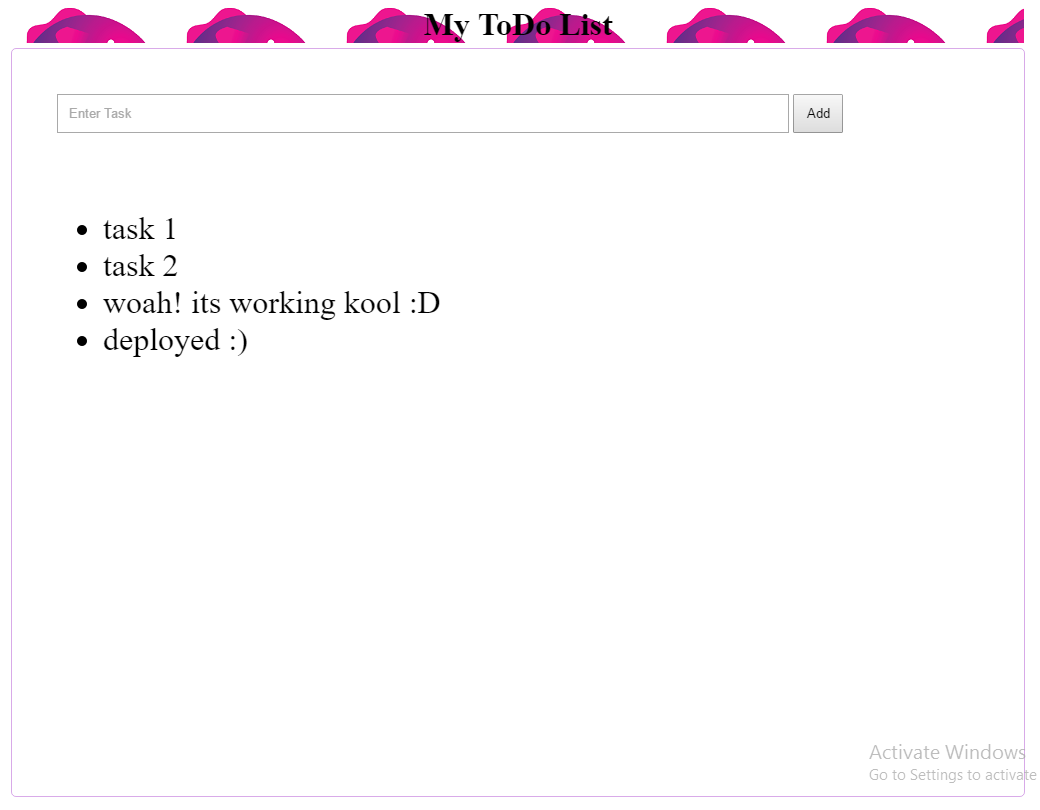 My ToDo List
Enter Task Add
task 1
task 2
woah! its working kool :D
deployed :)
Activate Windows
Go to Settings to activate